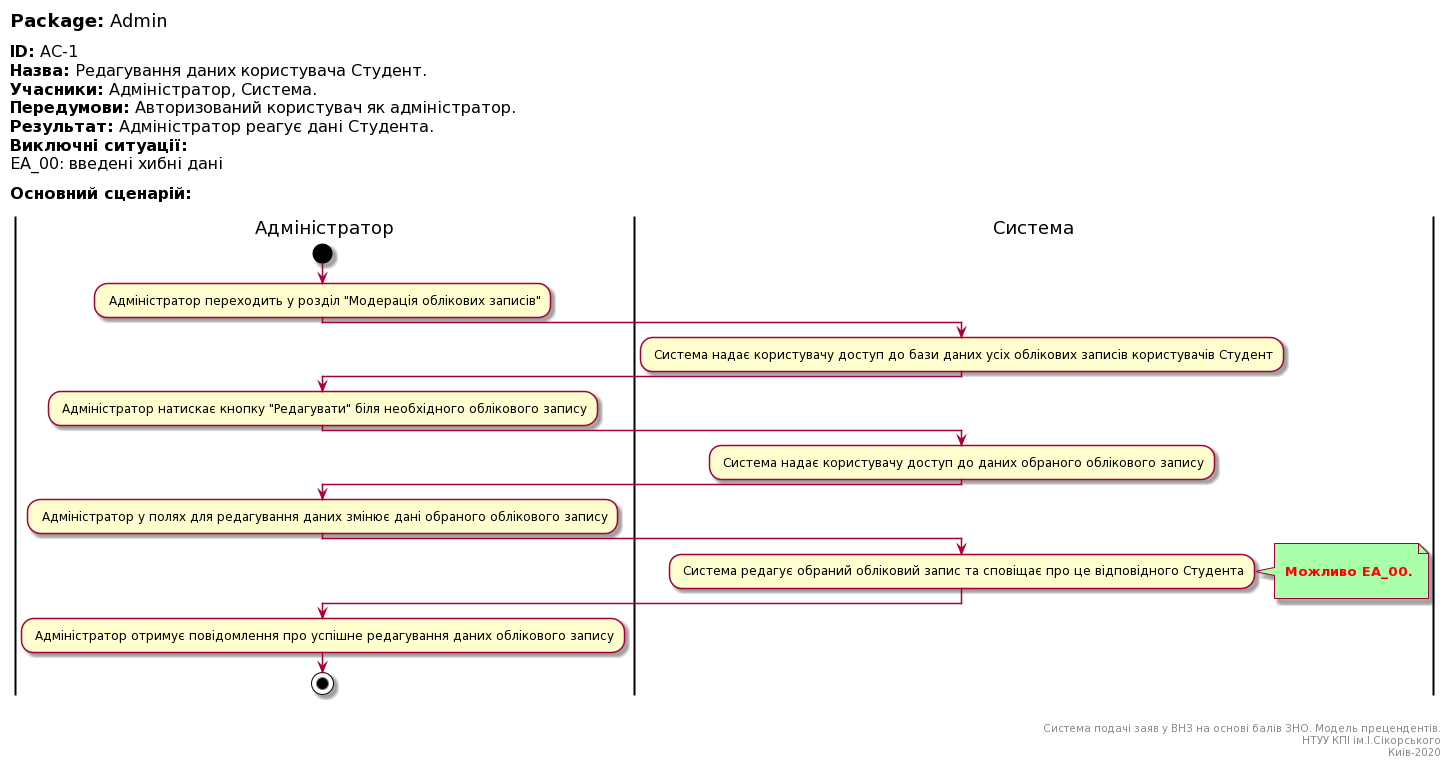 Package: Admin
ID: AC-1
Назва: Редагування даних користувача Студент.
Учасники: Адміністратор, Система.
Передумови: Авторизований користувач як адміністратор.
Результат: Адміністратор реагує дані Студента.
Виключні ситуації:
EA_00: введені хибні дані
Основний сценарій:
Адміністратор
Система
Адміністратор переходить у розділ "Модерація облікових записів"
Система надає користувачу доступ до бази даних усіх облікових записів користувачів Студент
Адміністратор натискає кнопку "Редагувати" біля необхідного облікового запису
Система надає користувачу доступ до даних обраного облікового запису
Адміністратор у полях для редагування даних змінює дані обраного облікового запису
Система редагує обраний обліковий запис та сповіщає про це відповідного Студента
Можливо EA_00.
Адміністратор отримує повідомлення про успішне редагування даних облікового запису
Система подачі заяв у ВНЗ на основі балів ЗНО. Модель прецендентів.
НТУУ КПІ ім.І.Сікорського
Киів-2020